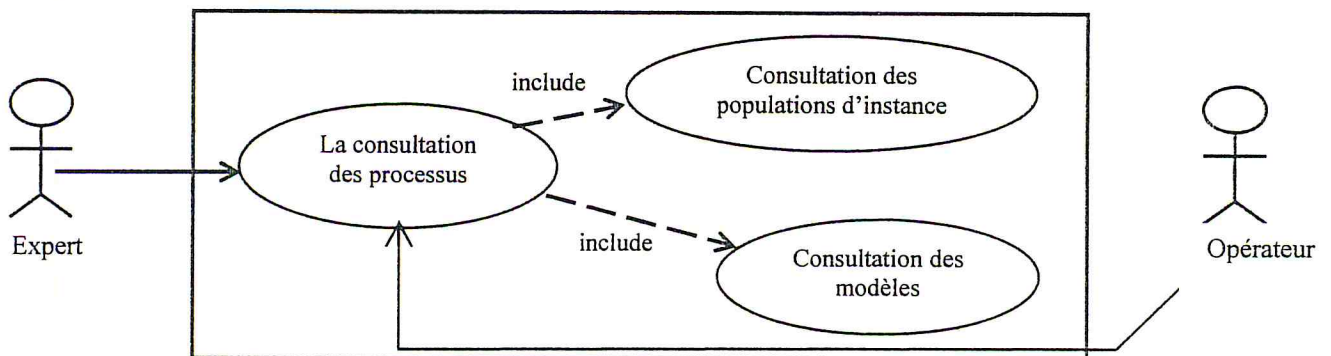 include
Consultation des
populations d'instance
La consultation
des processus
Expert
include
Consultation des
modèles
Opérateur